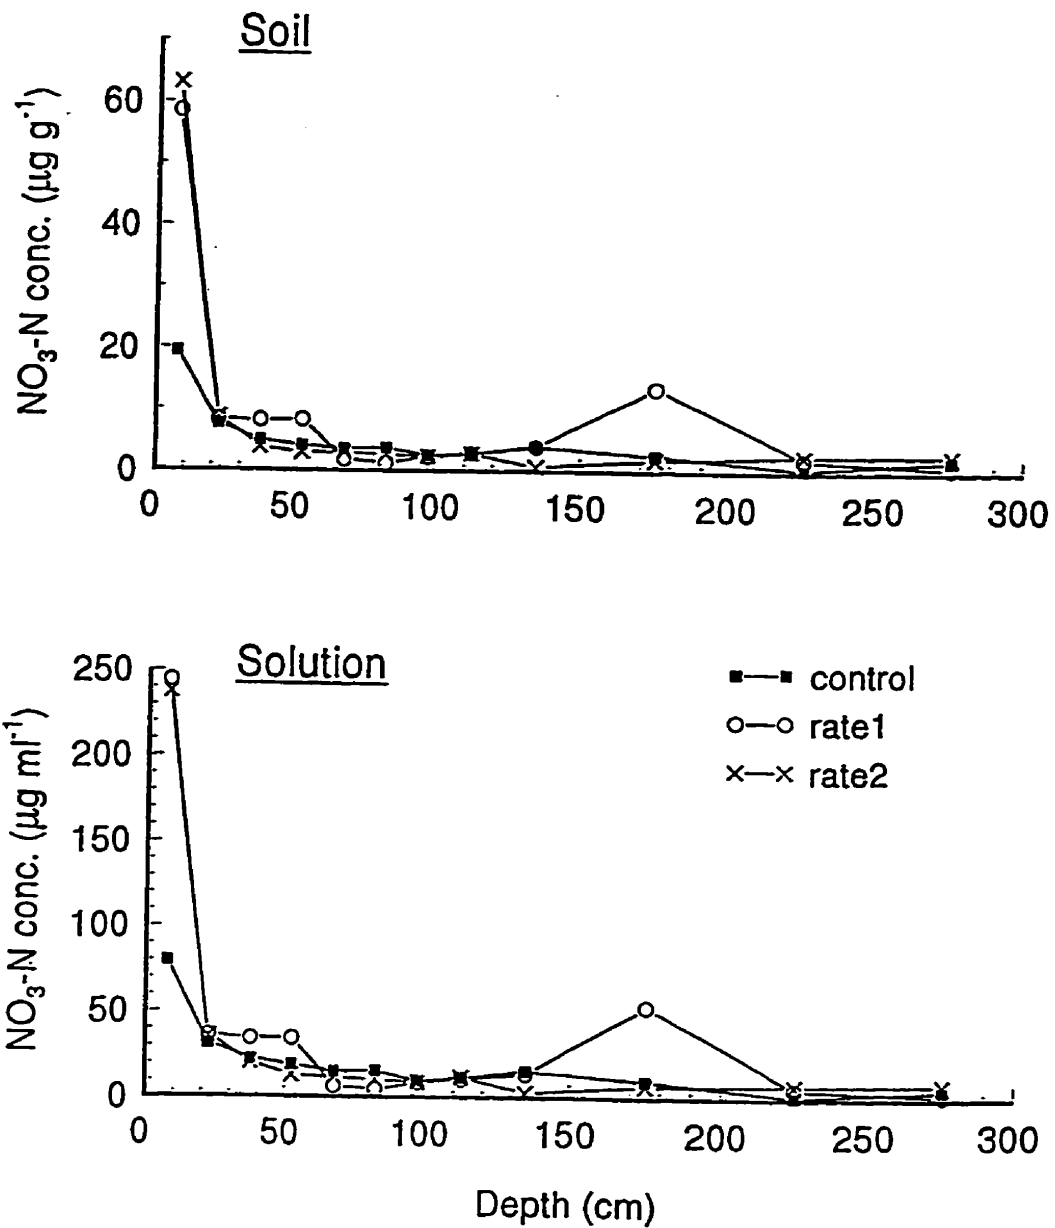 Soil
NO₃-N conc. (µg g⁻¹)
60
40
20
0
0 50 100 150 200 250 300
Solution
NO₃-N conc. (µg ml⁻¹)
250
200
150
100
50
0
control
rate1
rate2
0 50 100 150 200 250 300
Depth (cm)